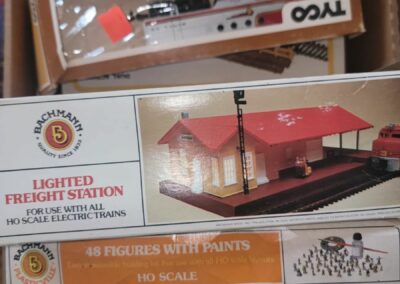 TYCO
BACHMANN
QUALITY SINCE 1833
LIGHTED
FREIGHT STATION
FOR USE WITH ALL
HO SCALE ELECTRIC TRAINS
BACHMANN
PLASTICVILLE
48 FIGURES WITH PAINTS
HO SCALE